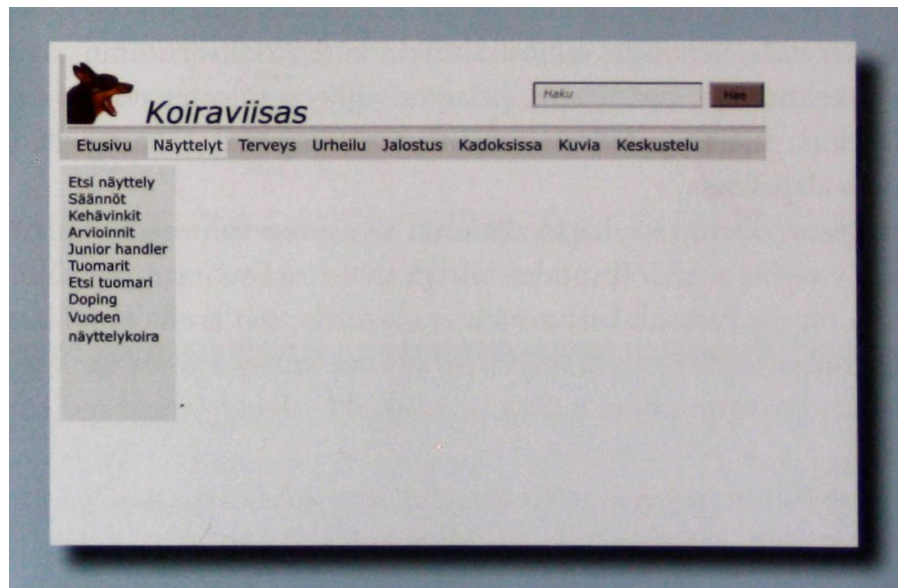 Koiraviisas
Haku
Hae
Etusivu Näyttelyt Terveys Urheilu Jalostus Kadoksissa Kuvia Keskustelu
Etsi näyttely
Säännöt
Kehävinkit
Arvioinnit
Junior handler
Tuomarit
Etsi tuomari
Doping
Vuoden
näyttelykoira